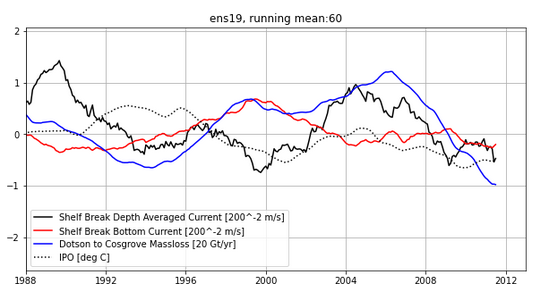 ens19, running mean:60
2
1
0
−1
−2
Shelf Break Depth Averaged Current [200^-2 m/s]
Shelf Break Bottom Current [200^-2 m/s]
Dotson to Cosgrove Massloss [20 Gt/yr]
IPO [deg C]
1988 1992 1996 2000 2004 2008 2012